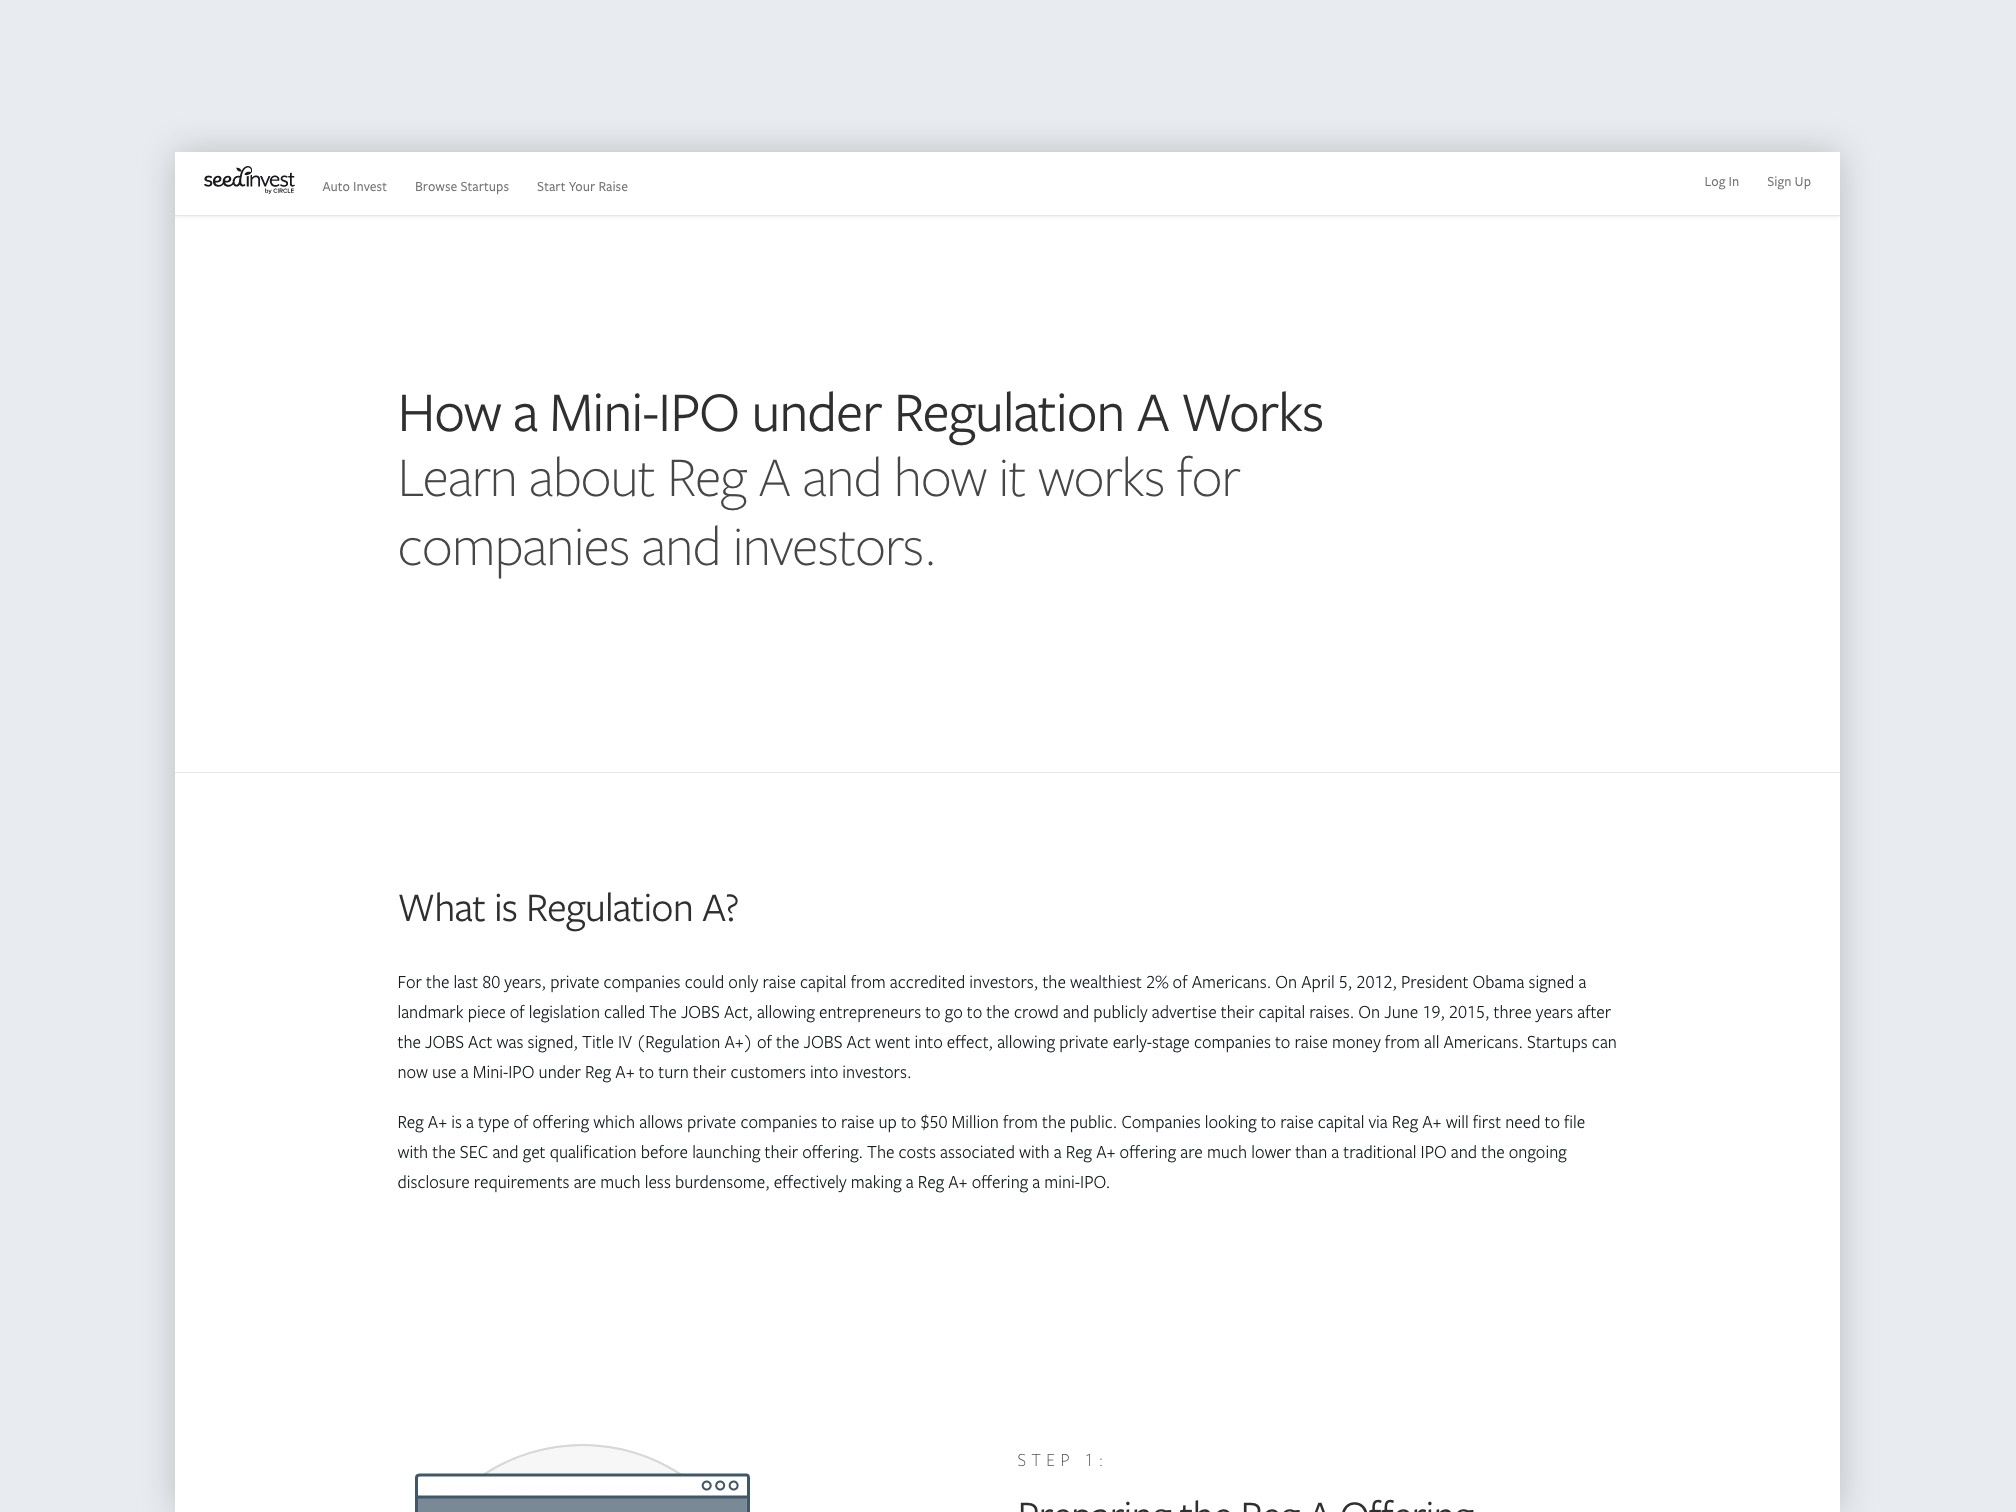 seedinvest
by CIRCLE
Auto Invest
Browse Startups
Start Your Raise
Log In
Sign Up
How a Mini-IPO under Regulation A Works
Learn about Reg A and how it works for
companies and investors.
What is Regulation A?
For the last 80 years, private companies could only raise capital from accredited investors, the wealthiest 2% of Americans. On April 5, 2012, President Obama signed a
landmark piece of legislation called The JOBS Act, allowing entrepreneurs to go to the crowd and publicly advertise their capital raises. On June 19, 2015, three years after
the JOBS Act was signed, Title IV (Regulation A+) of the JOBS Act went into effect, allowing private early-stage companies to raise money from all Americans. Startups can
now use a Mini-IPO under Reg A+ to turn their customers into investors.
Reg A+ is a type of offering which allows private companies to raise up to $50 Million from the public. Companies looking to raise capital via Reg A+ will first need to file
with the SEC and get qualification before launching their offering. The costs associated with a Reg A+ offering are much lower than a traditional IPO and the ongoing
disclosure requirements are much less burdensome, effectively making a Reg A+ offering a mini-IPO.
STEP 1:
Preparing the Reg A Offering